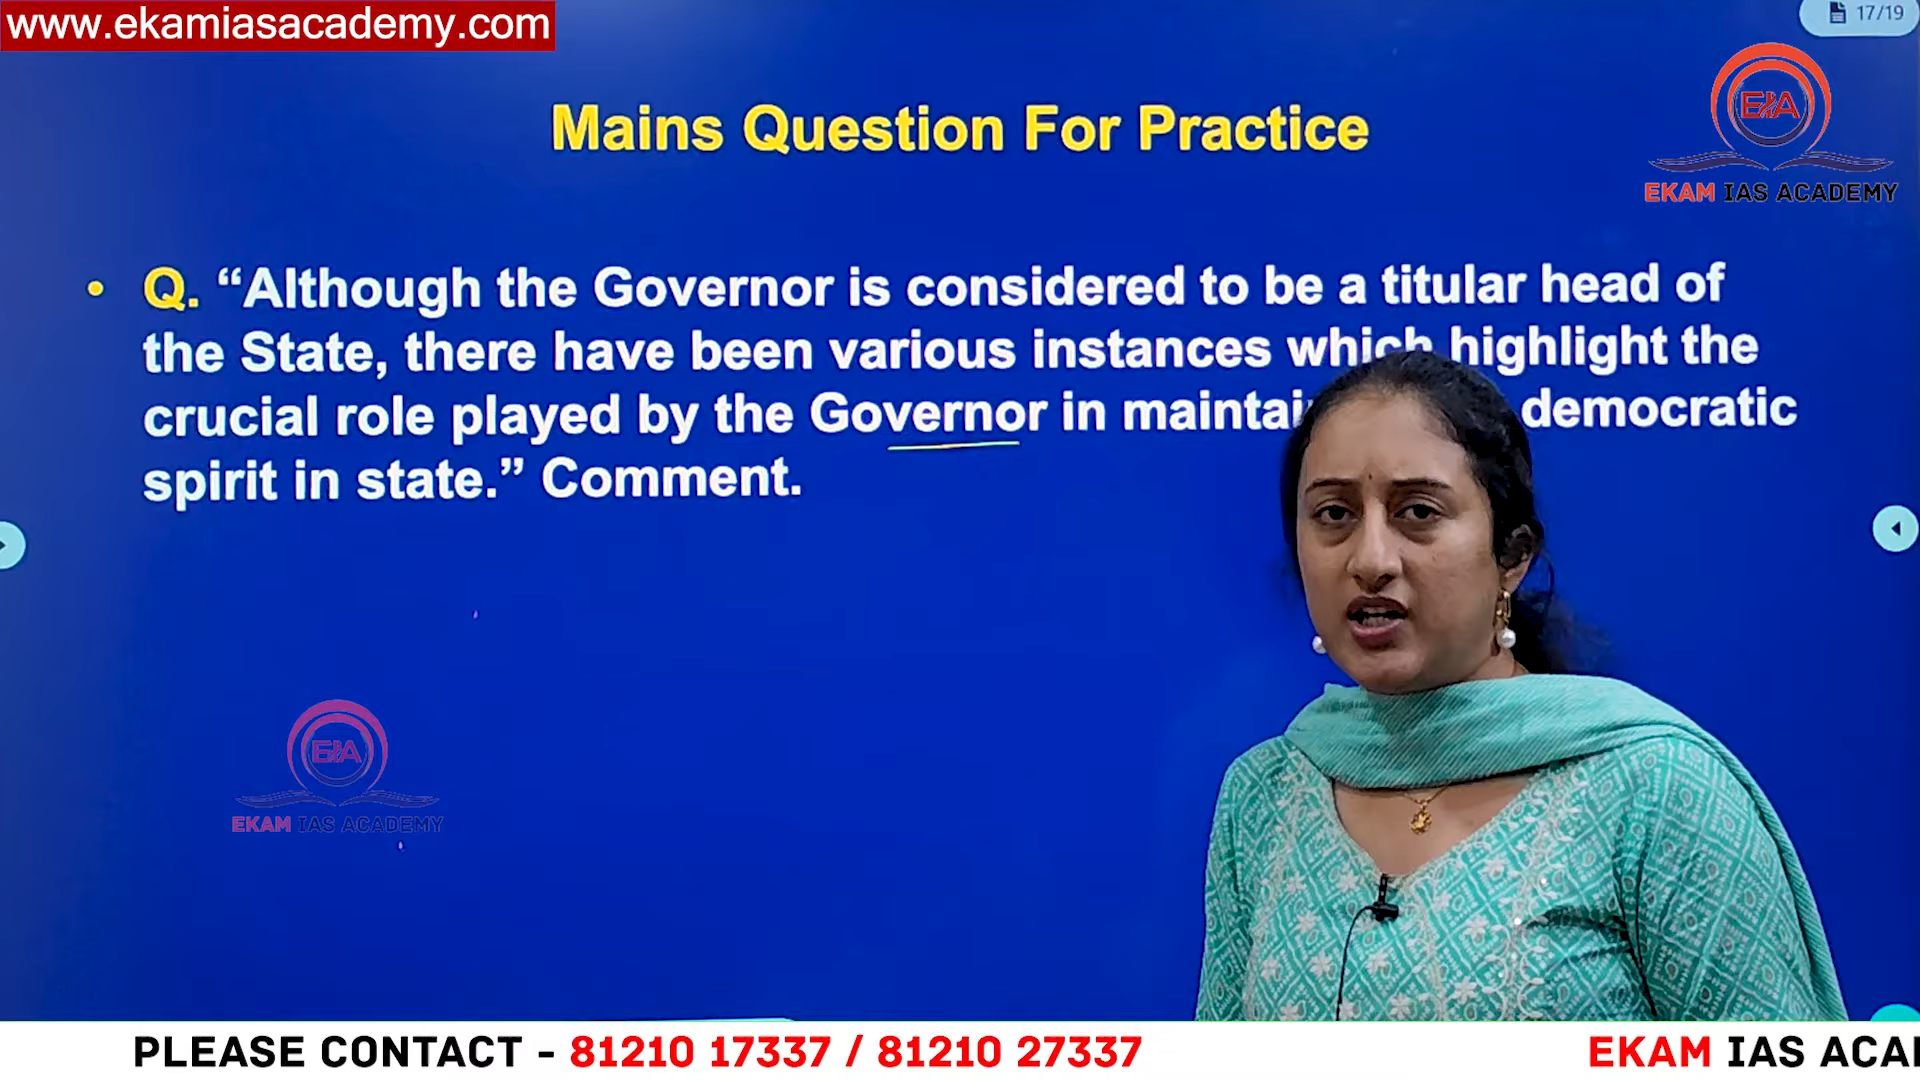 www.ekamiasacademy.com
17/19
EKAM IAS ACADEMY
Mains Question For Practice
• Q. “Although the Governor is considered to be a titular head of
the State, there have been various instances which highlight the
crucial role played by the Governor in maintai democratic
spirit in state.” Comment.
EKAM IAS ACADEMY
PLEASE CONTACT - 81210 17337 / 81210 27337
EKAM IAS ACA